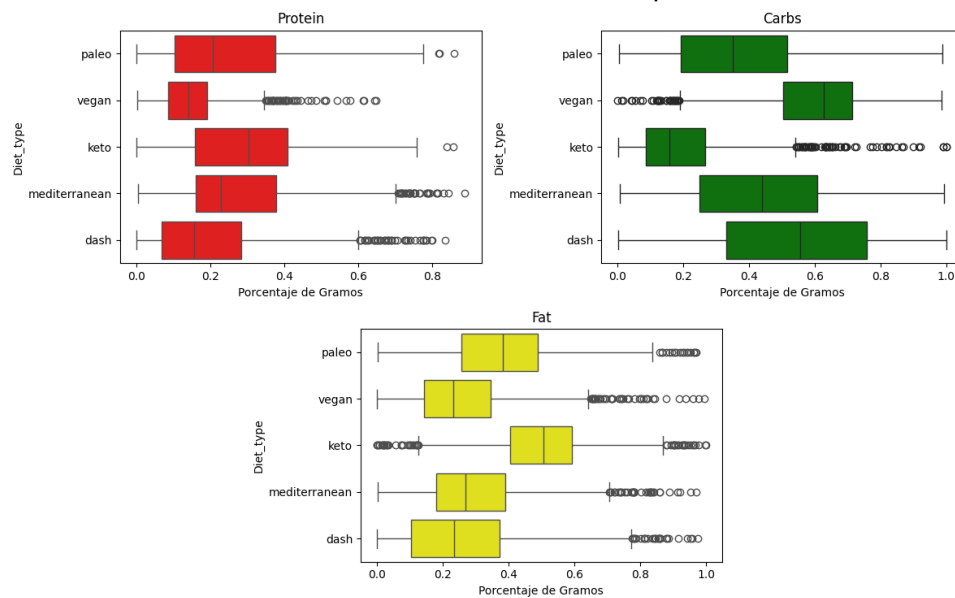 Protein
Diet_type
paleo
vegan
keto
mediterranean
dash
0.0 0.2 0.4 0.6 0.8
Porcentaje de Gramos
Carbs
Diet_type
paleo
vegan
keto
mediterranean
dash
0.0 0.2 0.4 0.6 0.8 1.0
Porcentaje de Gramos
Fat
Diet_type
paleo
vegan
keto
mediterranean
dash
0.0 0.2 0.4 0.6 0.8 1.0
Porcentaje de Gramos